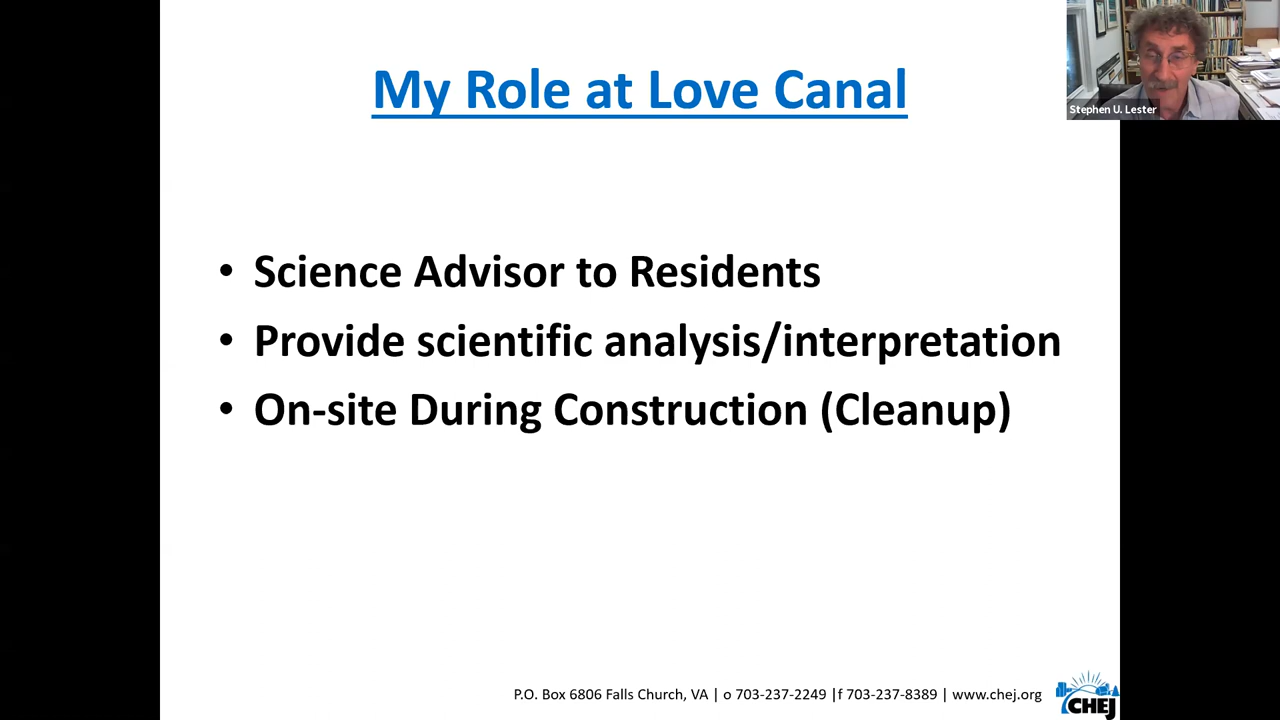 My Role at Love Canal
Stephen U. Lester
• Science Advisor to Residents
• Provide scientific analysis/interpretation
• On-site During Construction (Cleanup)
P.O. Box 6806 Falls Church, VA | o 703-237-2249 |f 703-237-8389 | www.chej.org
CHEJ